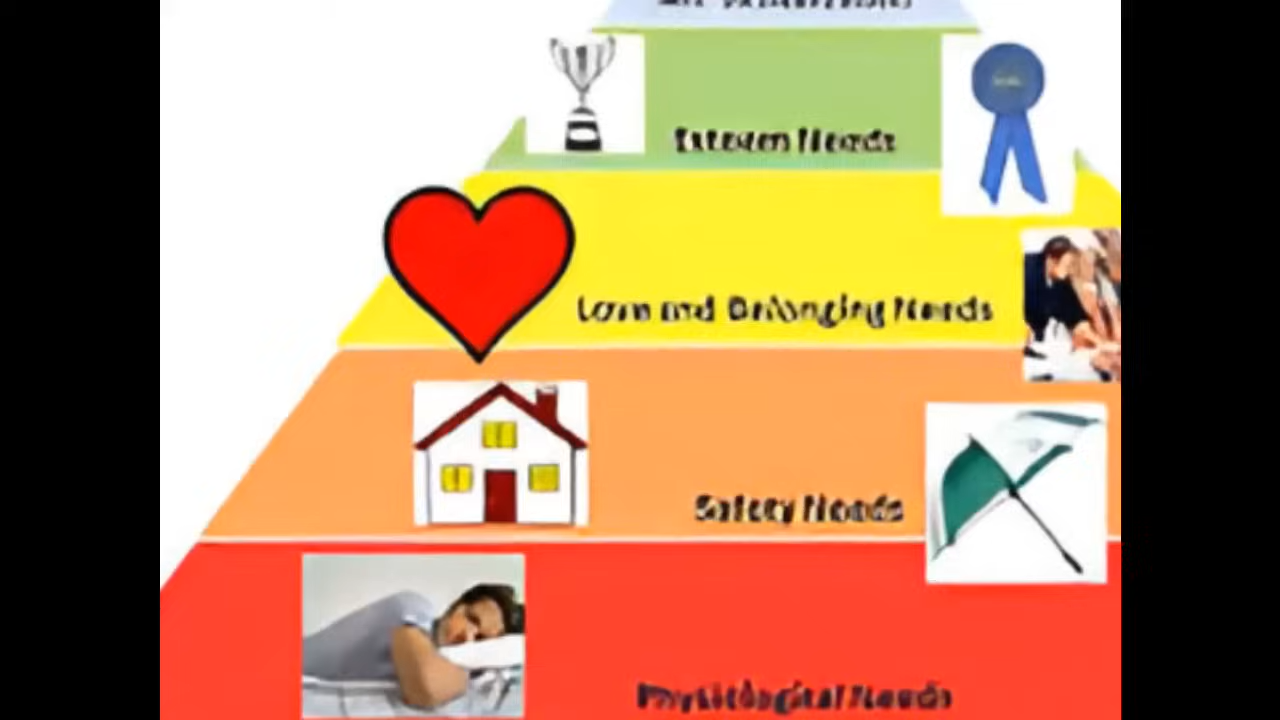 Esteem Needs
Love and Belonging Needs
Safety Needs
Physiological Needs